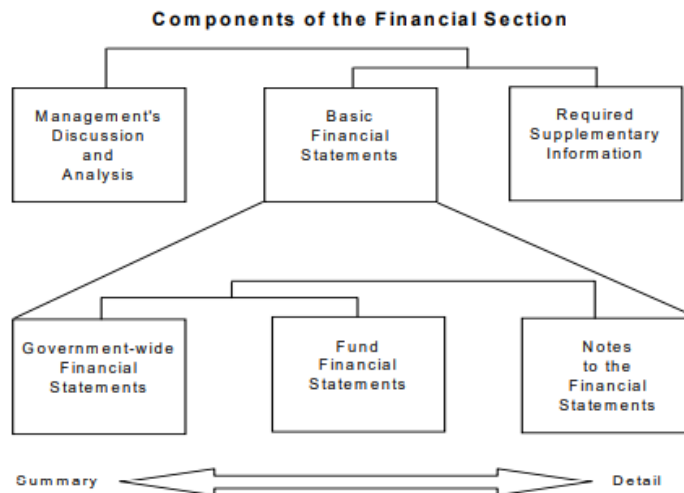 Components of the Financial Section
Management's
Discussion
and
Analysis
Basic
Financial
Statements
Required
Supplementary
Information
Government-wide
Financial
Statements
Fund
Financial
Statements
Notes
to the
Financial
Statements
Summary
Detail